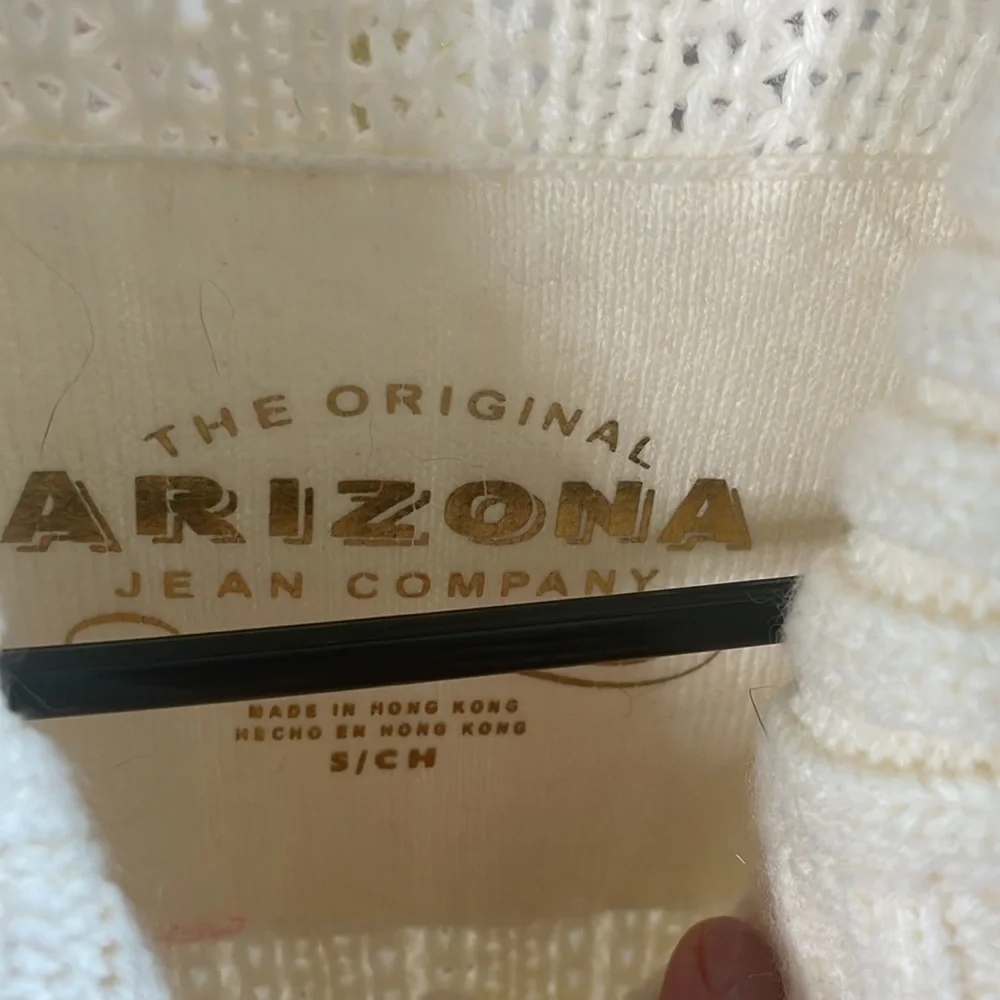 THE ORIGINAL
ARIZONA
JEAN COMPANY
MADE IN HONG KONG
HECHO EN HONG KONG
S/CH